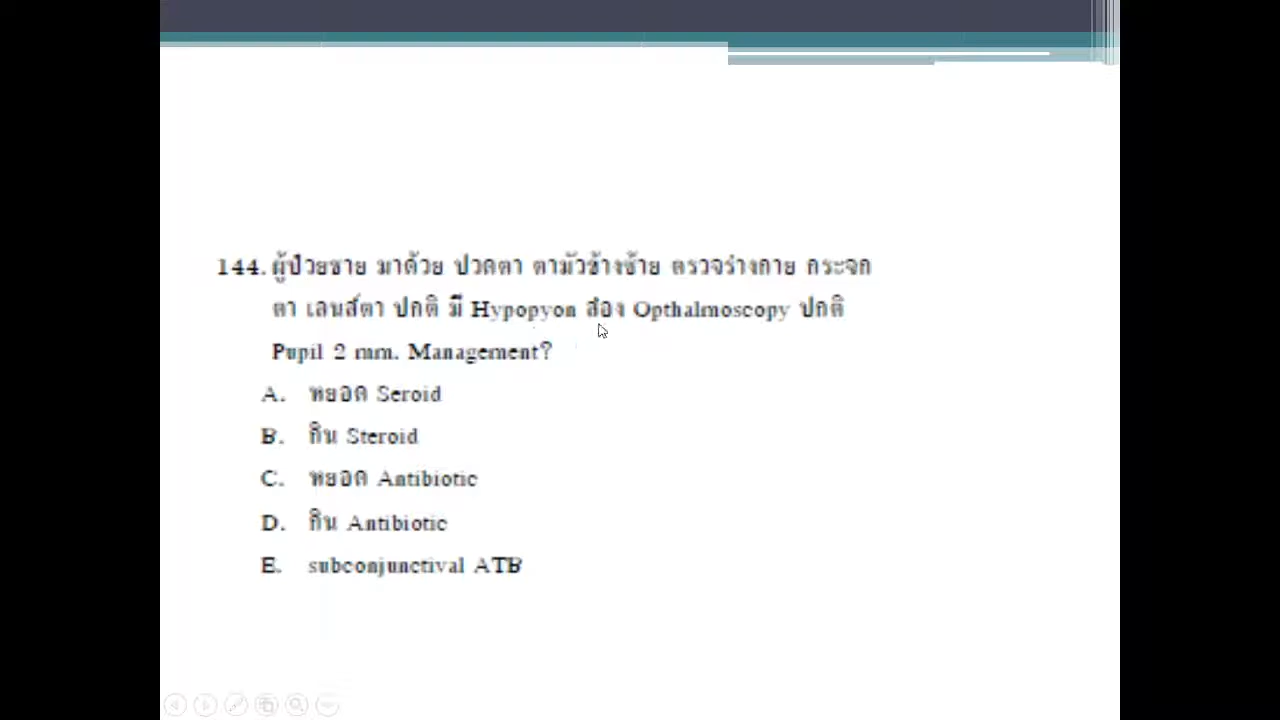 144. ผู้ป่วยชาย มาด้วย ปวดตา ตามัวข้างซ้าย ตรวจร่างกาย กระจก
ตา เลนส์ตา ปกติ มี Hypopyon ส่อง Opthalmoscopy ปกติ
Pupil 2 mm. Management?
A. หยอด Seroid
B. กิน Steroid
C. หยอด Antibiotic
D. กิน Antibiotic
E. subconjunctival ATB